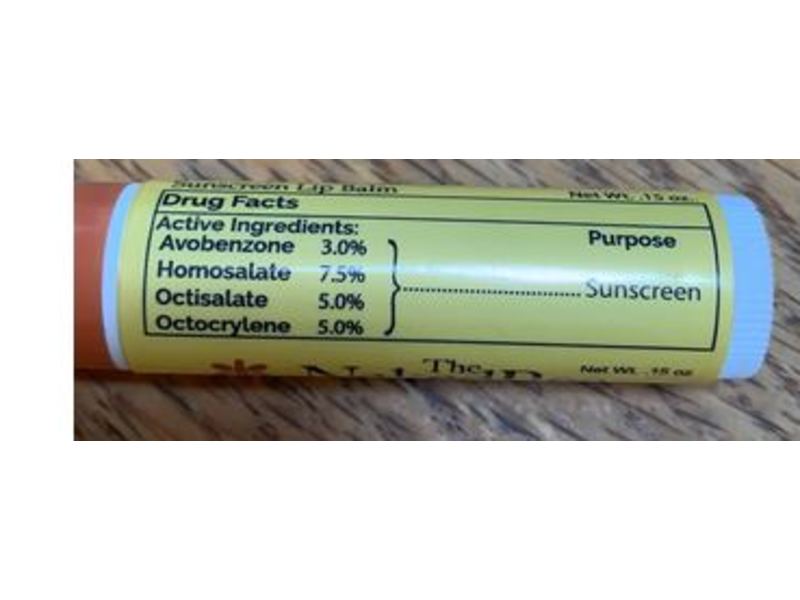 Sunscreen Lip Balm Net Wt. .15 oz.
Drug Facts
Active Ingredients: Purpose
Avobenzone 3.0%
Homosalate 7.5%
Octisalate 5.0%
Octocrylene 5.0%
Sunscreen
The
Net Wt. .15 oz